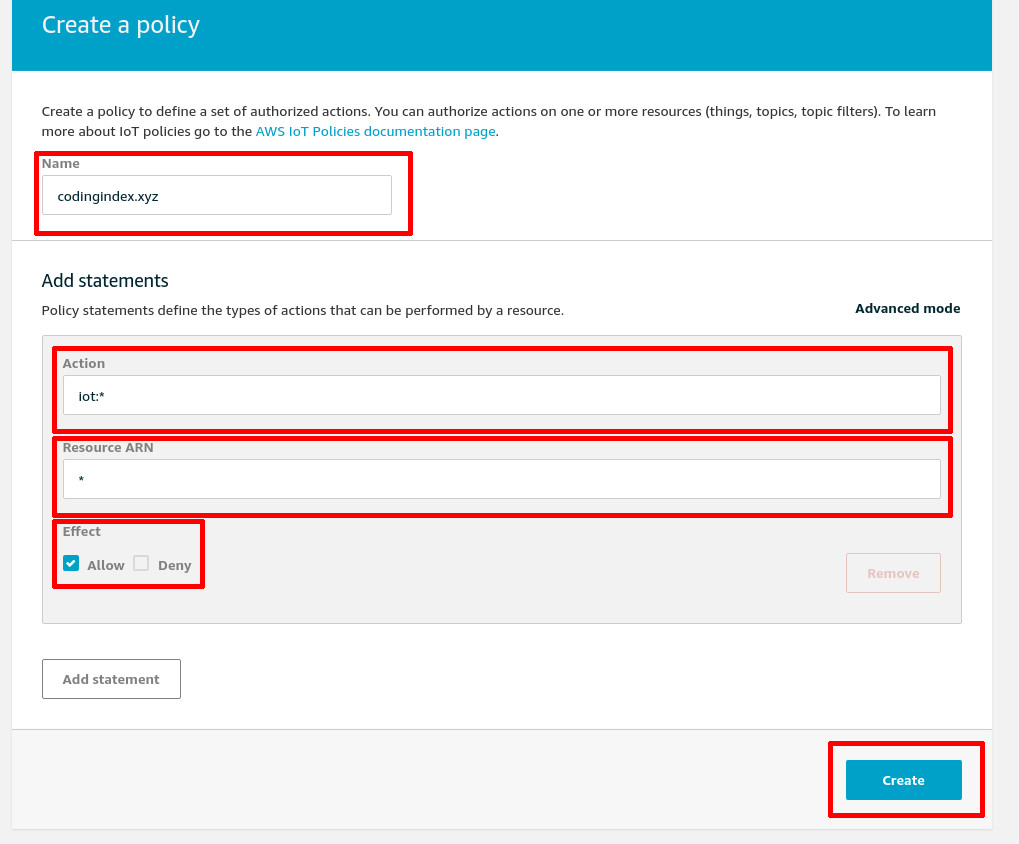 Create a policy
Create a policy to define a set of authorized actions. You can authorize actions on one or more resources (things, topics, topic filters). To learn
more about IoT policies go to the AWS IoT Policies documentation page.
Name
codingindex.xyz
Add statements
Policy statements define the types of actions that can be performed by a resource.
Advanced mode
Action
iot:*
Resource ARN
*
Effect
Allow Deny
Remove
Add statement
Create